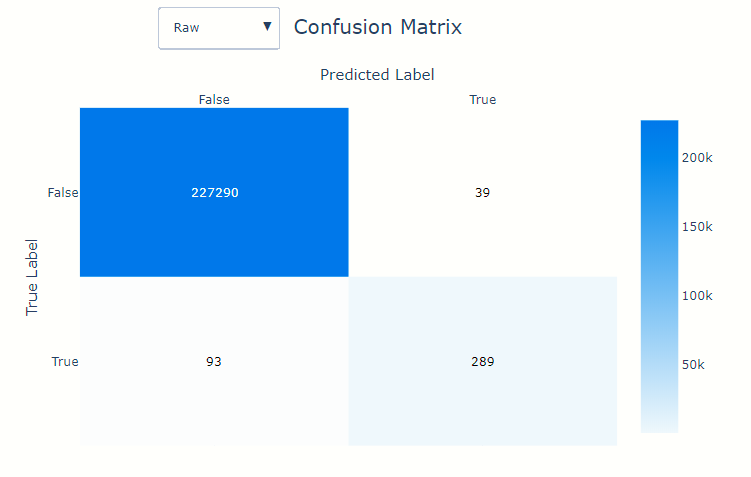 Raw ▼ Confusion Matrix
Predicted Label
False True
200k
False 227290 39
150k
True Label
100k
True 93 289
50k